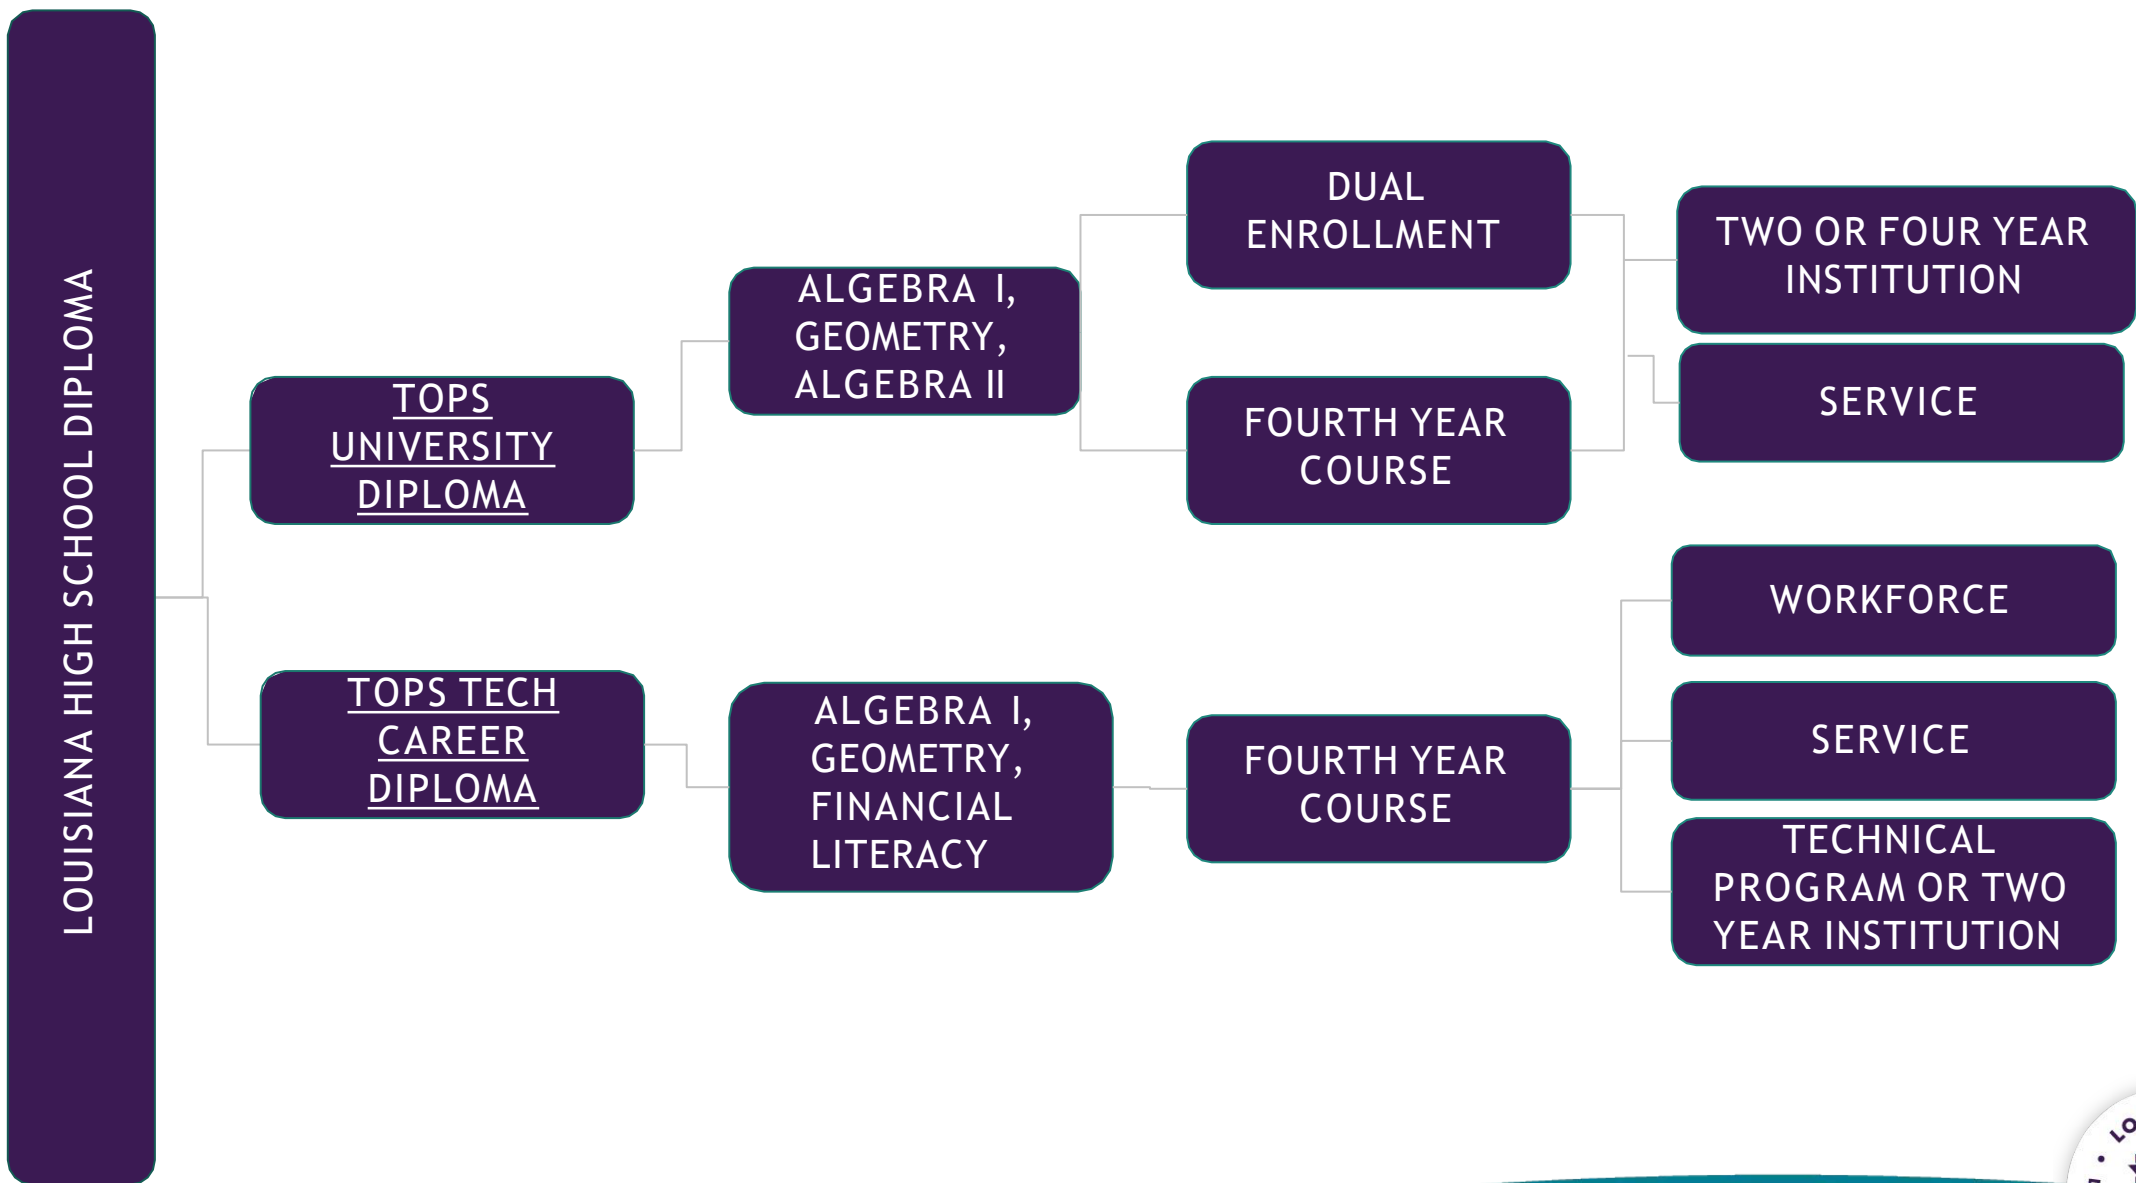 LOUISIANA HIGH SCHOOL DIPLOMA
TOPS
UNIVERSITY
DIPLOMA
ALGEBRA I,
GEOMETRY,
ALGEBRA II
DUAL
ENROLLMENT
FOURTH YEAR
COURSE
TWO OR FOUR YEAR
INSTITUTION
SERVICE
TOPS TECH
CAREER
DIPLOMA
ALGEBRA I,
GEOMETRY,
FINANCIAL
LITERACY
FOURTH YEAR
COURSE
WORKFORCE
SERVICE
TECHNICAL
PROGRAM OR TWO
YEAR INSTITUTION